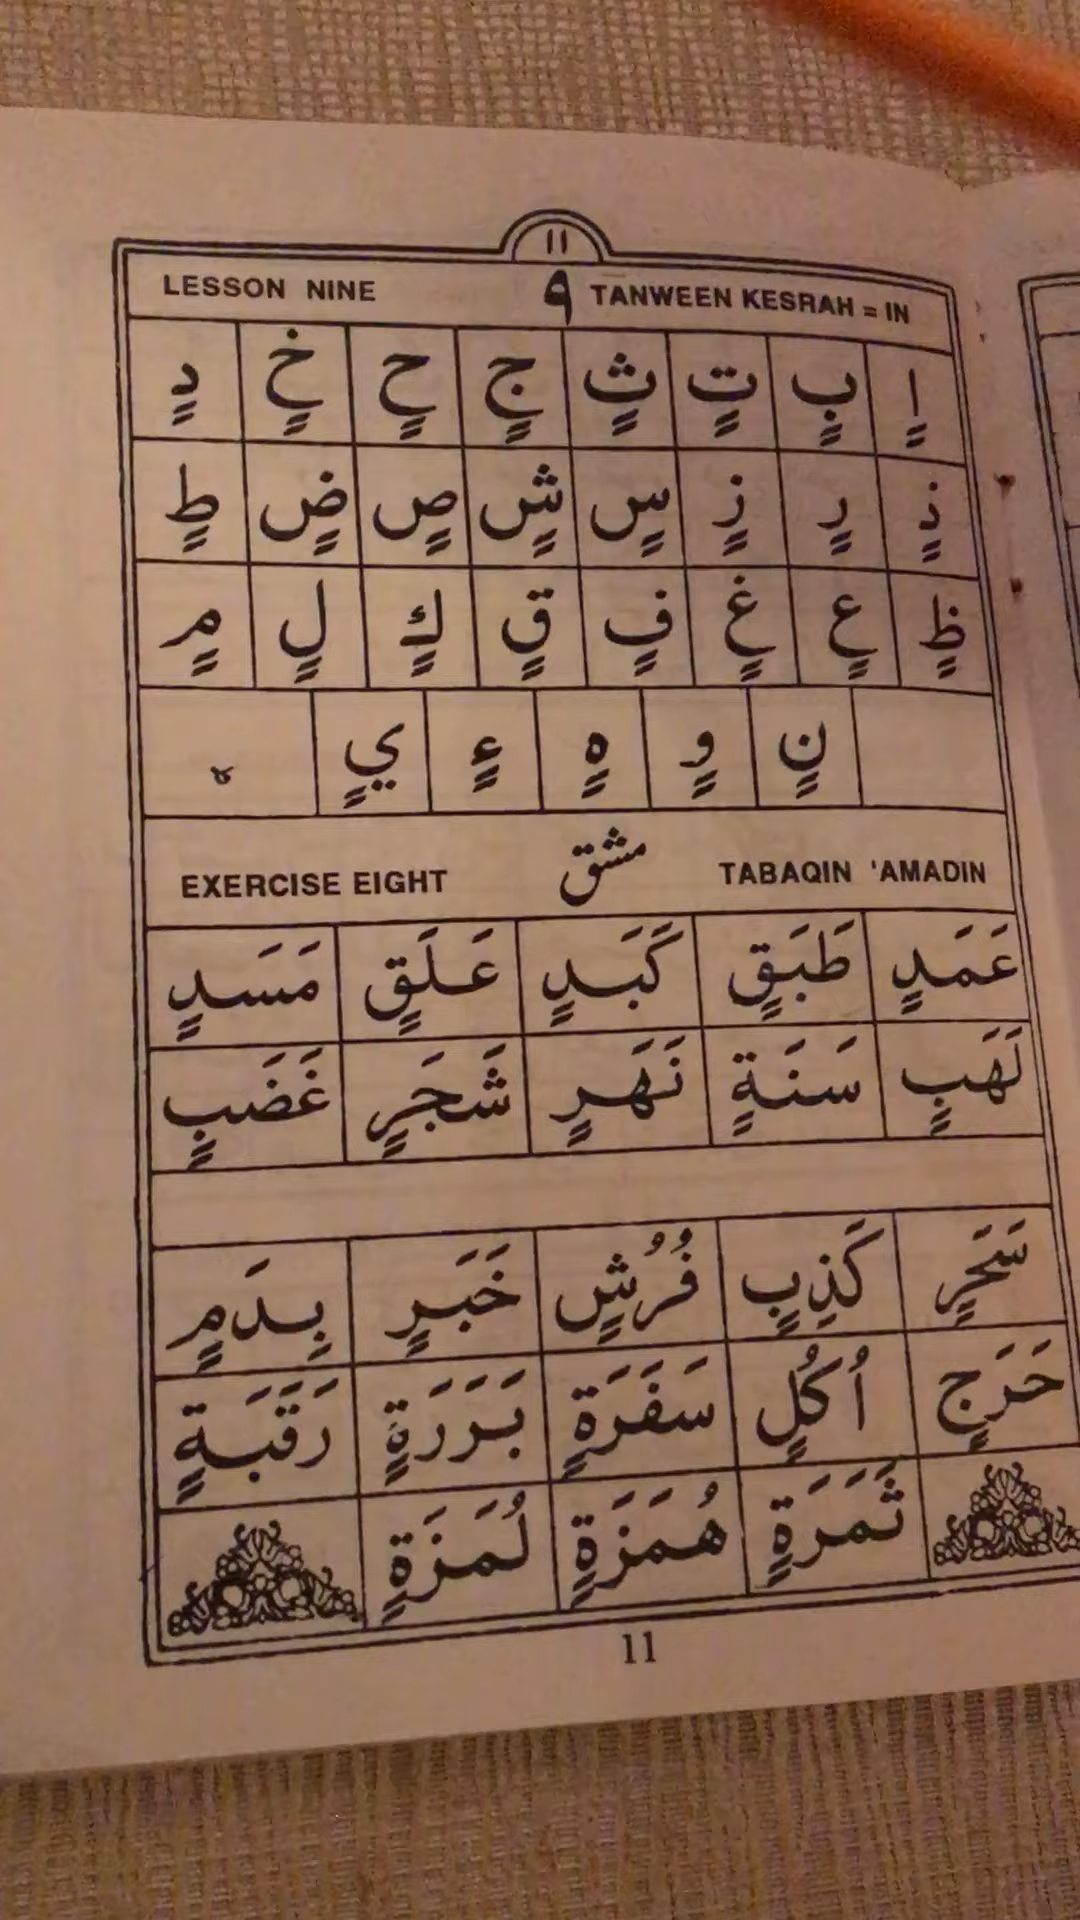 ١١
LESSON NINE ٩ TANWEEN KESRAH = IN
اٍ بٍ تٍ ثٍ جٍ حٍ خٍ دٍ
ذٍ رٍ زٍ سٍ شٍ صٍ ضٍ طٍ
ظٍ عٍ غٍ فٍ قٍ كٍ لٍ مٍ
نٍ وٍ هٍ ءٍ يٍ
EXERCISE EIGHT مشق TABAQIN 'AMADIN
عَمَدٍ طَبَقٍ كَبَدٍ عَلَقٍ مَسَدٍ
لَهَبٍ سَنَةٍ نَهَرٍ شَجَرٍ غَضَبٍ
سَحَرٍ كَذِبٍ فُرُشٍ خَبَرٍ بِدَمٍ
حَرَجٍ اُكُلٍ سَفَرَةٍ بَرَرَةٍ رَقَبَةٍ
ثَمَرَةٍ هُمَزَةٍ لُمَزَةٍ
11